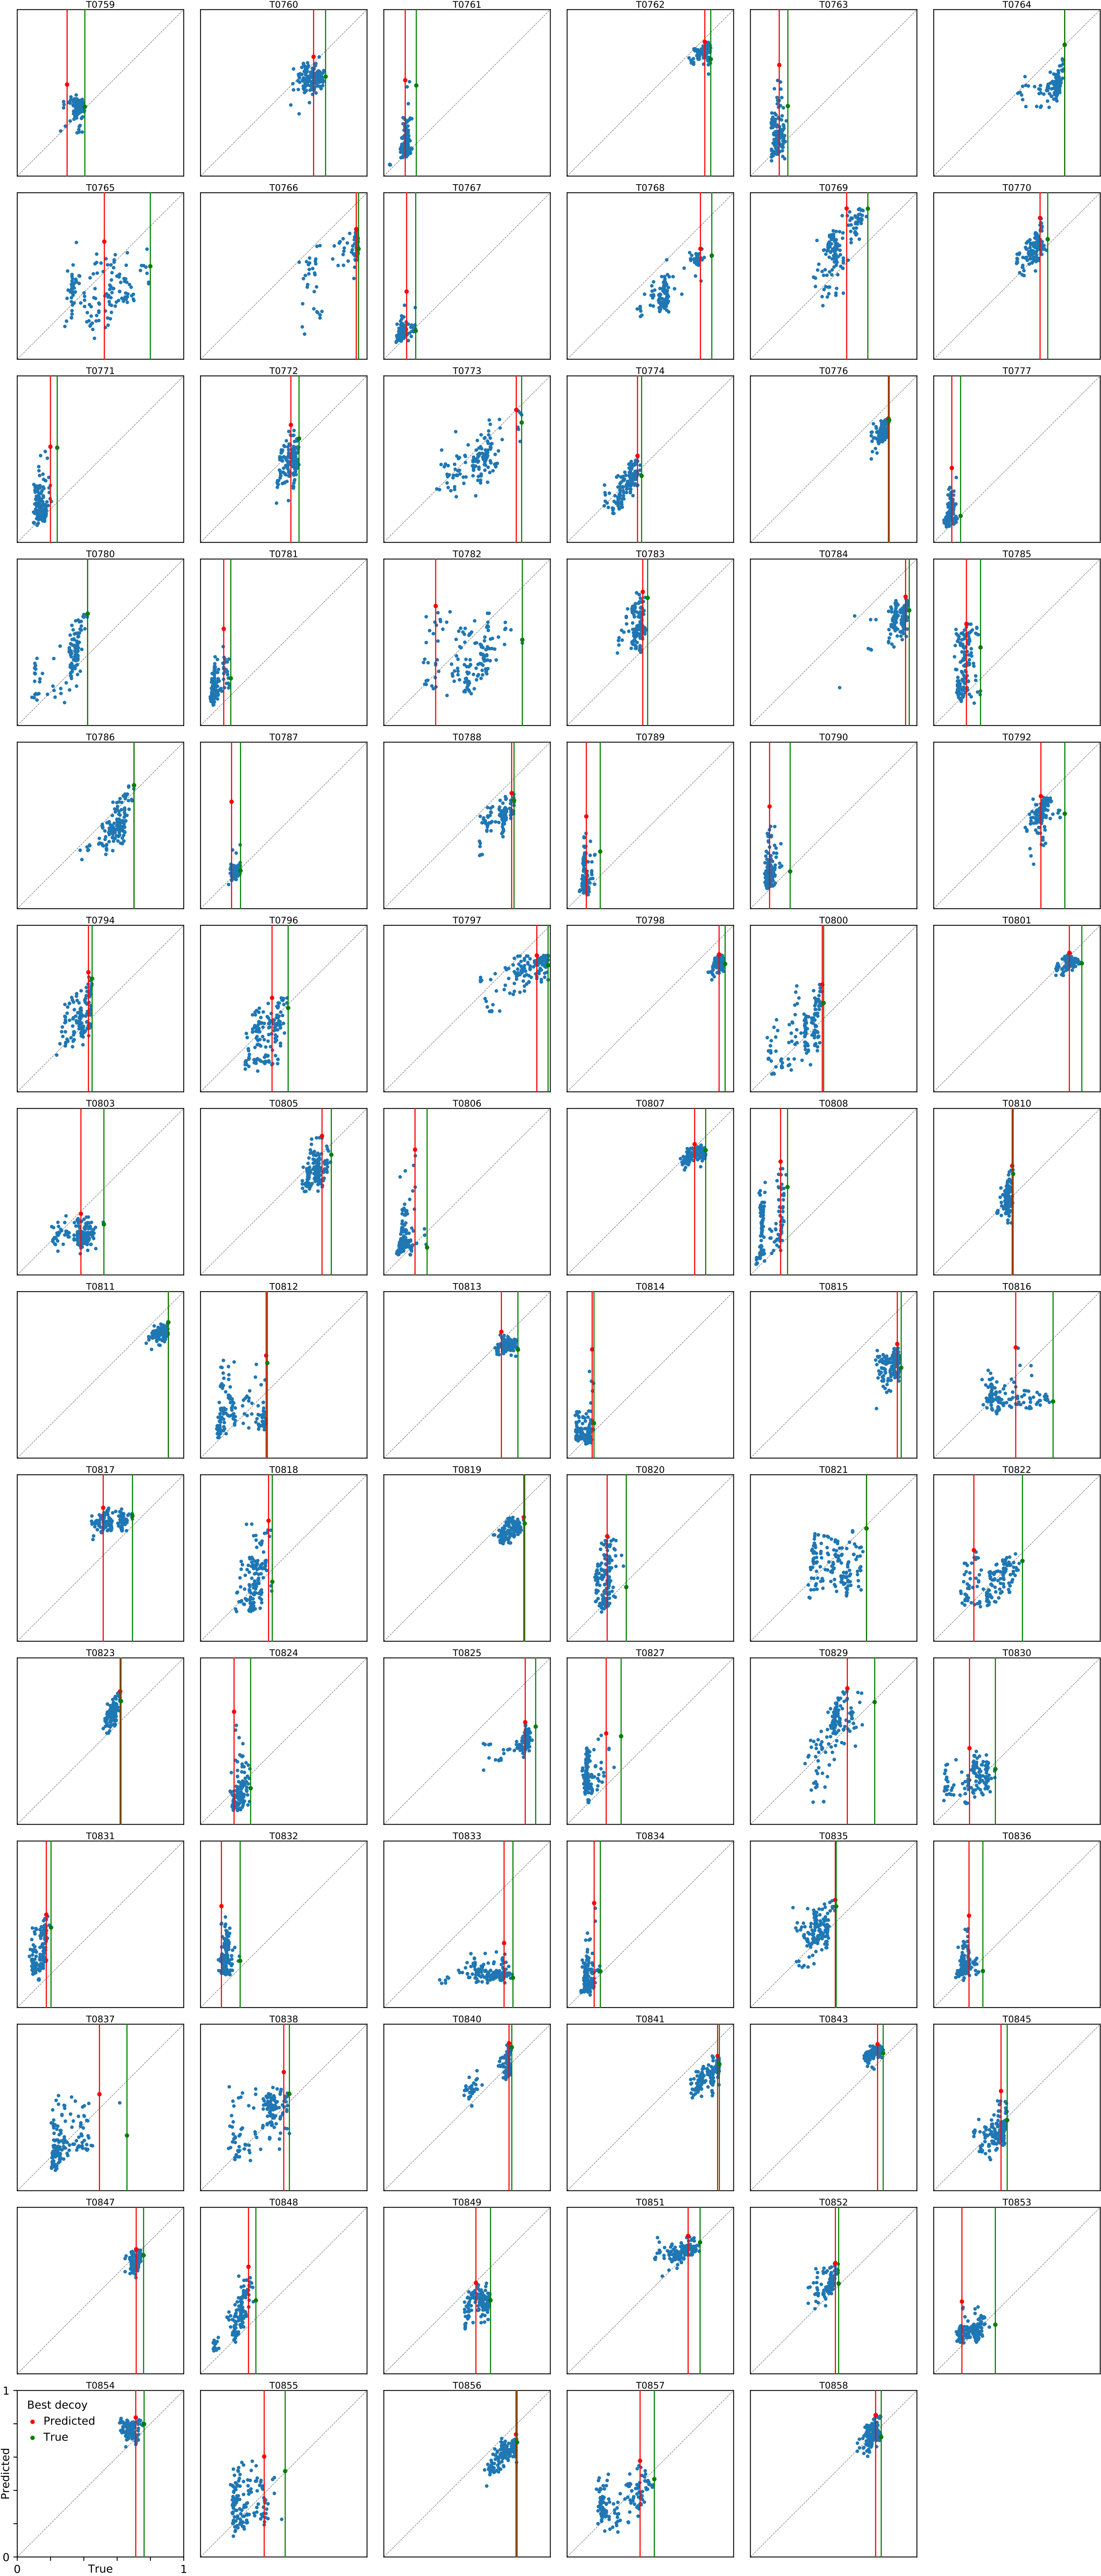 T0759 T0760 T0761 T0762 T0763 T0764
T0765 T0766 T0767 T0768 T0769 T0770
T0771 T0772 T0773 T0774 T0776 T0777
T0780 T0781 T0782 T0783 T0784 T0785
T0786 T0787 T0788 T0789 T0790 T0792
T0794 T0796 T0797 T0798 T0800 T0801
T0803 T0805 T0806 T0807 T0808 T0810
T0811 T0812 T0813 T0814 T0815 T0816
T0817 T0818 T0819 T0820 T0821 T0822
T0823 T0824 T0825 T0827 T0829 T0830
T0831 T0832 T0833 T0834 T0835 T0836
T0837 T0838 T0840 T0841 T0843 T0845
T0847 T0848 T0849 T0851 T0852 T0853
T0854 T0855 T0856 T0857 T0858
1
Best decoy
Predicted
True
Predicted
0
0 True 1